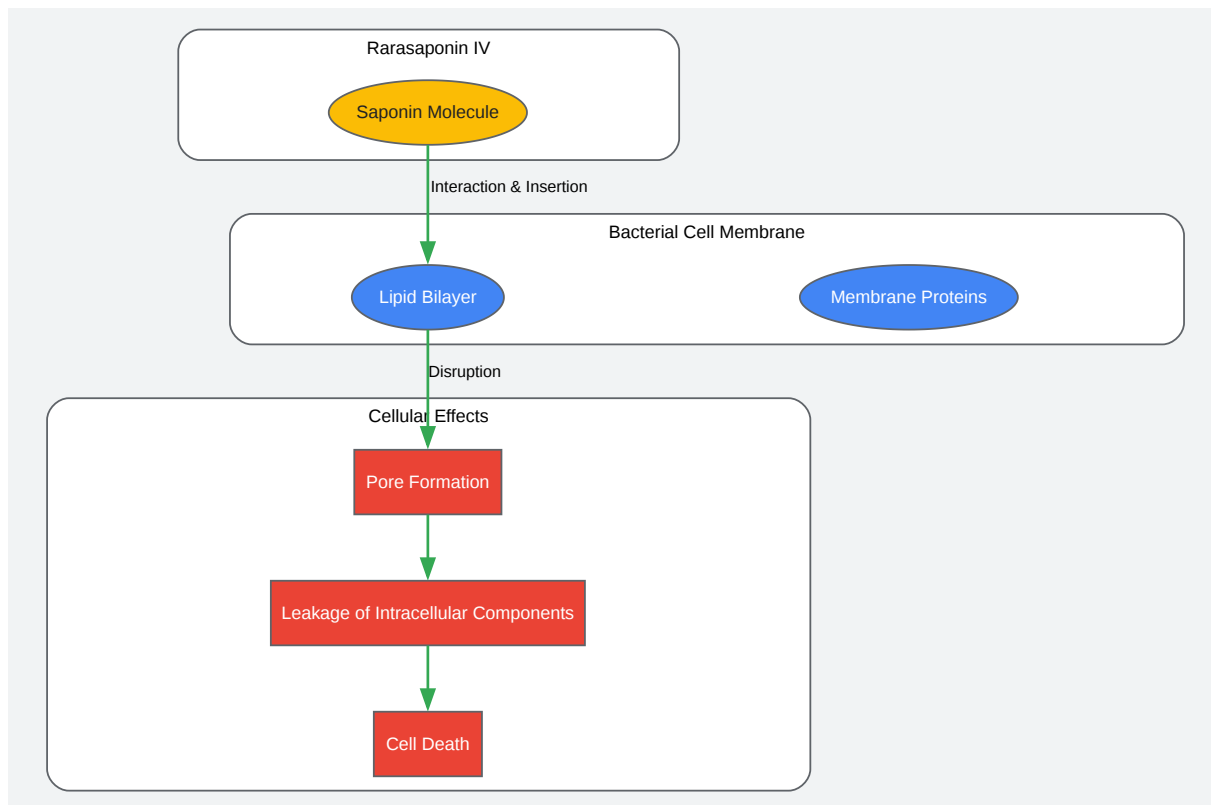 Rarasaponin IV
Saponin Molecule
Interaction & Insertion
Bacterial Cell Membrane
Lipid Bilayer
Membrane Proteins
Disruption
Cellular Effects
Pore Formation
Leakage of Intracellular Components
Cell Death